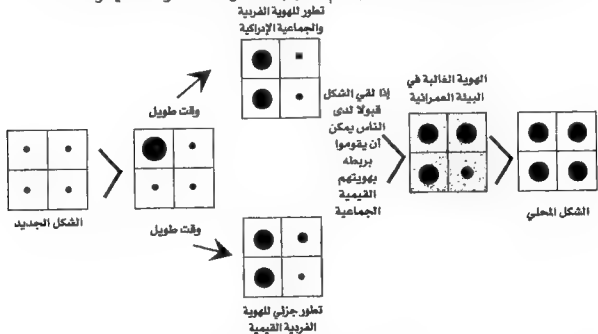 تطور للهوية الفردية
والجماعية الإدراكية
وقت طويل
إذا لقي الشكل
قبولا لدى
الناس يمكن
أن يقوموا
بربطه
بهويتهم
القيمية
الجماعية
الهوية الغالبة في
البيئة العمرانية
الشكل الجديد
وقت طويل
الشكل المحلي
تطور جزئي للهوية
الفردية القيمية